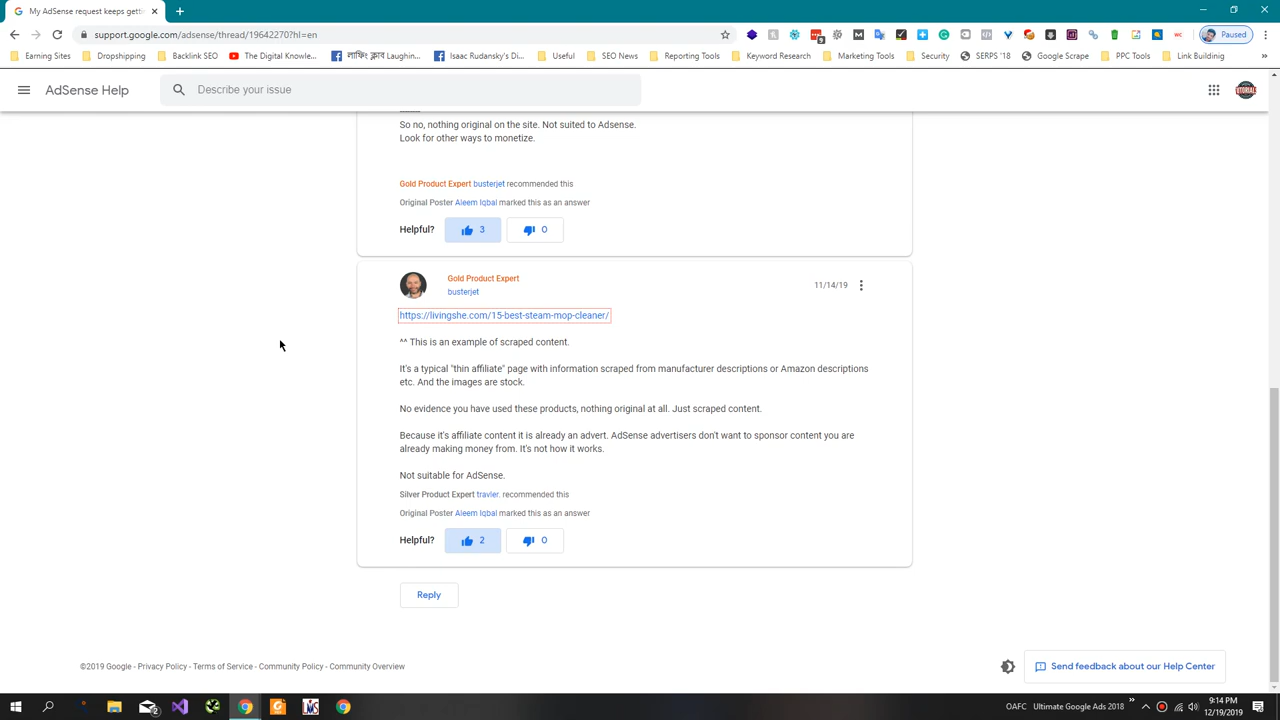 My AdSense request keeps getti
support.google.com/adsense/thread/19642270?hl=en
Paused
Earning Sites
Dropshipping
Backlink SEO
The Digital Knowle...
লাফিং ক্লাব Laughin...
Isaac Rudansky's Di...
Useful
SEO News
Reporting Tools
Keyword Research
Marketing Tools
Security
SERPS '18
Google Scrape
PPC Tools
Link Buildinig
AdSense Help
Describe your issue
So no, nothing original on the site. Not suited to Adsense.
Look for other ways to monetize.
Gold Product Expert busterjet recommended this
Original Poster Aleem Iqbal marked this as an answer
Helpful? 3 0
Gold Product Expert
busterjet
11/14/19
https://livingshe.com/15-best-steam-mop-cleaner/
^^ This is an example of scraped content.
It's a typical "thin affiliate" page with information scraped from manufacturer descriptions or Amazon descriptions
etc. And the images are stock.
No evidence you have used these products, nothing original at all. Just scraped content.
Because it's affiliate content it is already an advert. AdSense advertisers don't want to sponsor content you are
already making money from. It's not how it works.
Not suitable for AdSense.
Silver Product Expert travler. recommended this
Original Poster Aleem Iqbal marked this as an answer
Helpful? 2 0
Reply
©2019 Google - Privacy Policy - Terms of Service - Community Policy - Community Overview
Send feedback about our Help Center
OAFC Ultimate Google Ads 2018
9:14 PM
12/19/2019